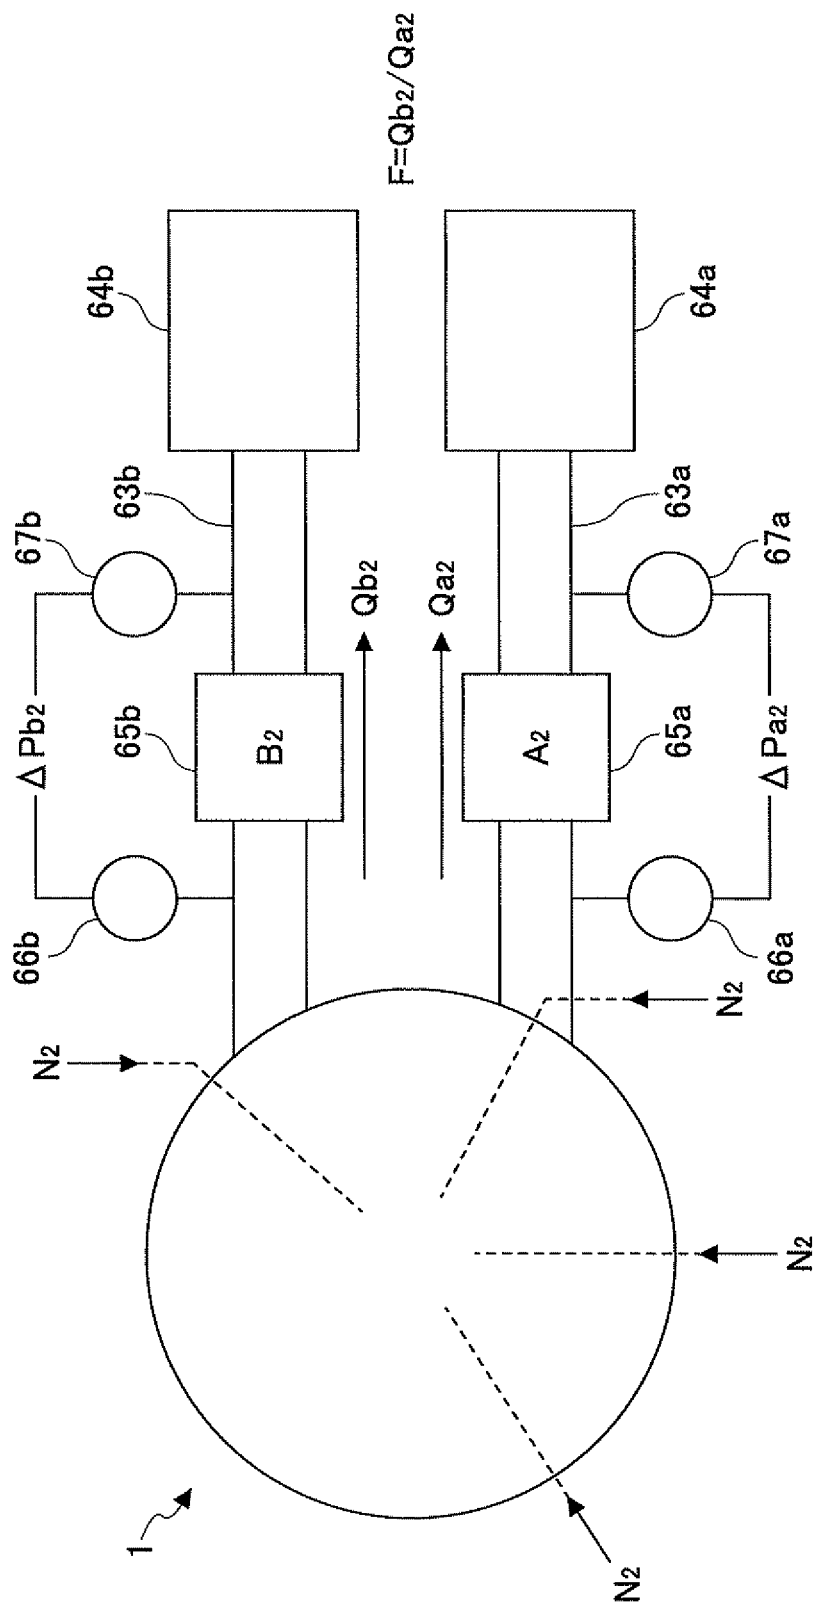 F=Qb2/Qa2
64b
64a
63b
63a
67b
67a
Qb2
Qa2
ΔPb2
65b
B2
A2
65a
ΔPa2
66b
66a
N2
N2
N2
N2
1